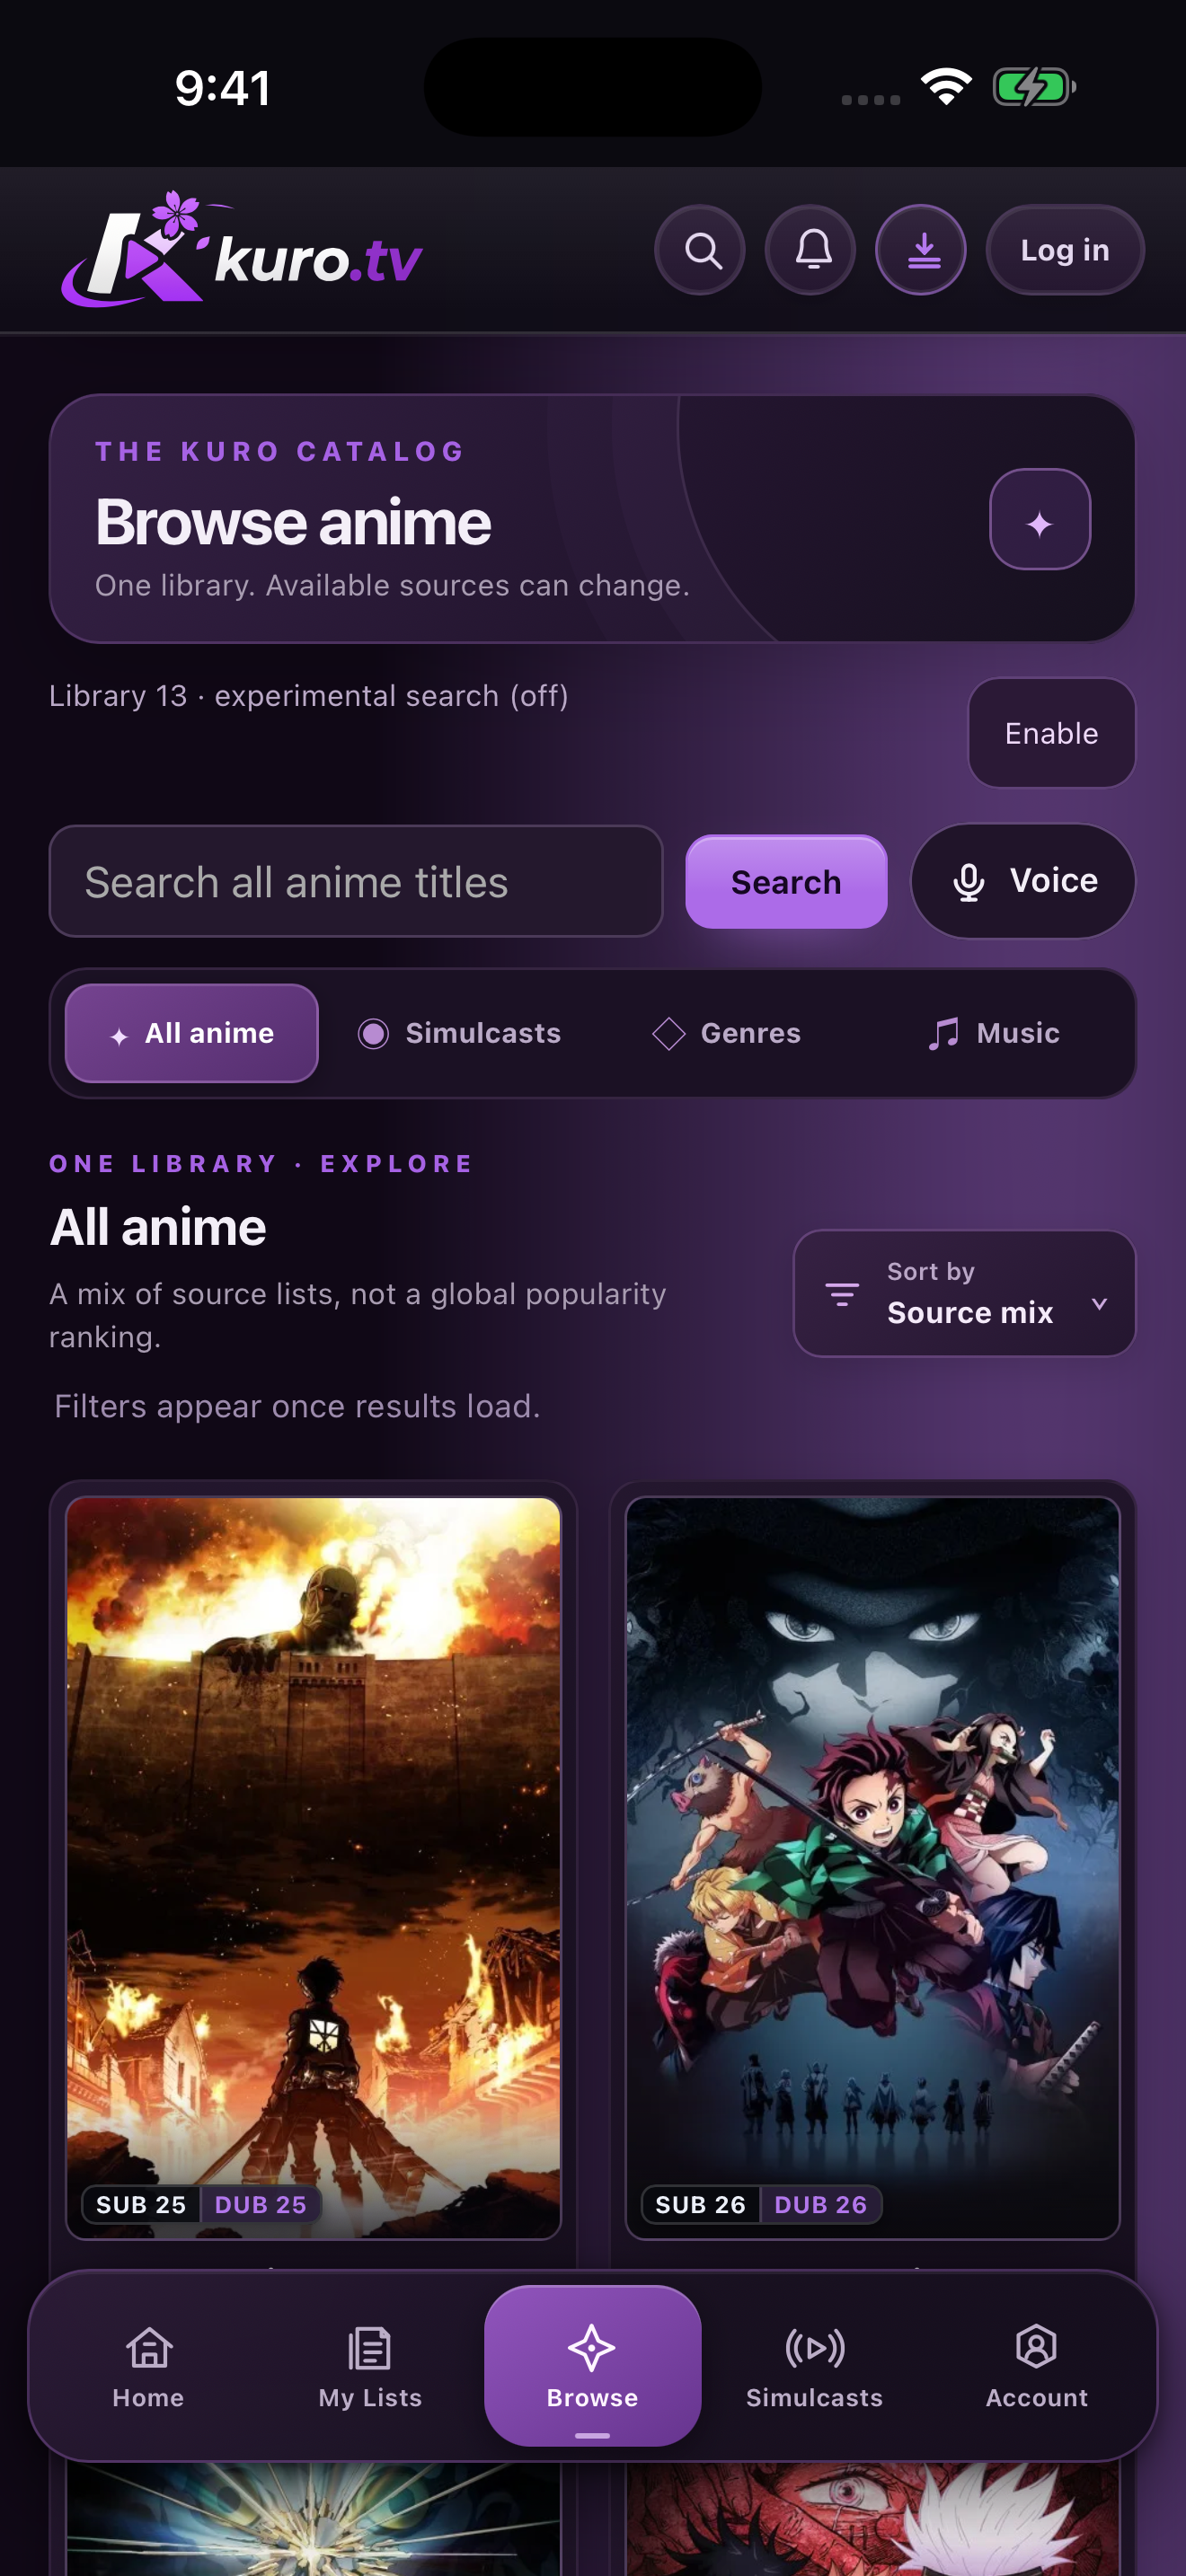 9:41
kuro.tv
Log in
THE KURO CATALOG
Browse anime
One library. Available sources can change.
Library 13 · experimental search (off)
Enable
Search all anime titles
Search
Voice
All anime
Simulcasts
Genres
Music
ONE LIBRARY · EXPLORE
All anime
A mix of source lists, not a global popularity
ranking.
Sort by
Source mix
Filters appear once results load.
SUB 25
DUB 25
SUB 26
DUB 26
Home
My Lists
Browse
Simulcasts
Account